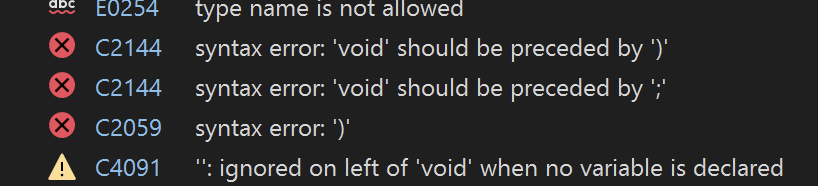 abc E0254 type name is not allowed
C2144 syntax error: 'void' should be preceded by ')'
C2144 syntax error: 'void' should be preceded by ';'
C2059 syntax error: ')'
C4091 '': ignored on left of 'void' when no variable is declared